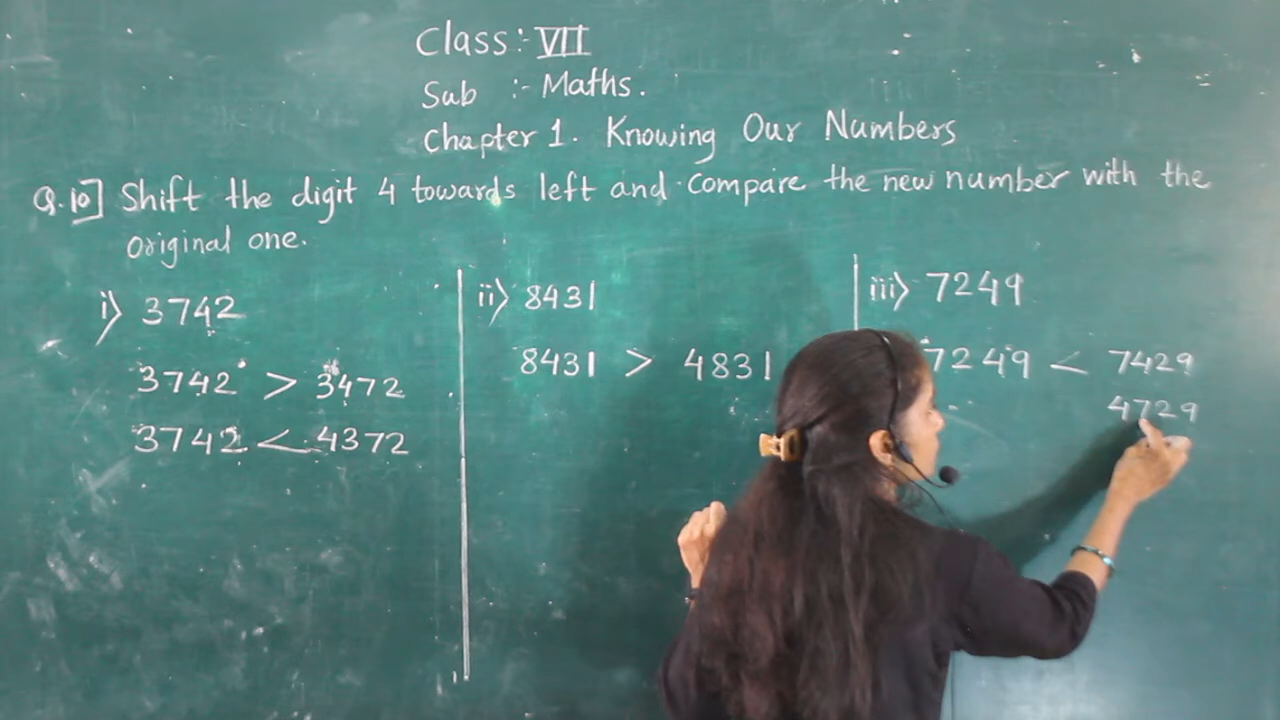 Class:- VII
Sub :- Maths.
Chapter 1. Knowing Our Numbers
Q.10] Shift the digit 4 towards left and compare the new number with the
original one.
i) 3742
3742 > 3472
3742 < 4372
ii) 8431
8431 > 4831
iii) 7249
7249 < 7429
4729